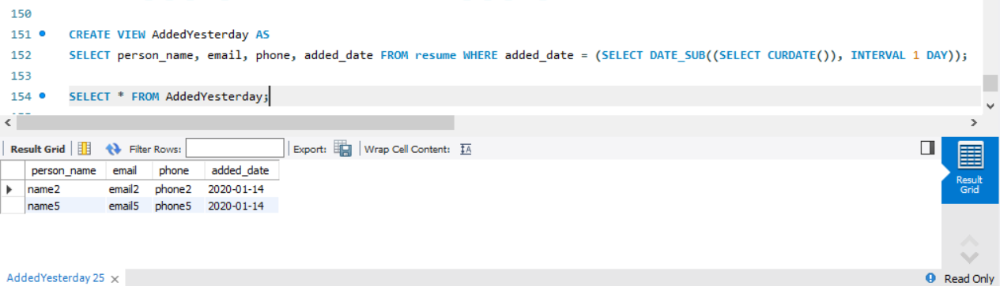 150
151 CREATE VIEW AddedYesterday AS
152 SELECT person_name, email, phone, added_date FROM resume WHERE added_date = (SELECT DATE_SUB((SELECT CURDATE()), INTERVAL 1 DAY));
153
154 SELECT * FROM AddedYesterday;
Result Grid Filter Rows: Export: Wrap Cell Content: IA
person_name email phone added_date
name2 email2 phone2 2020-01-14
name5 email5 phone5 2020-01-14
Result
Grid
AddedYesterday 25 x
Read Only